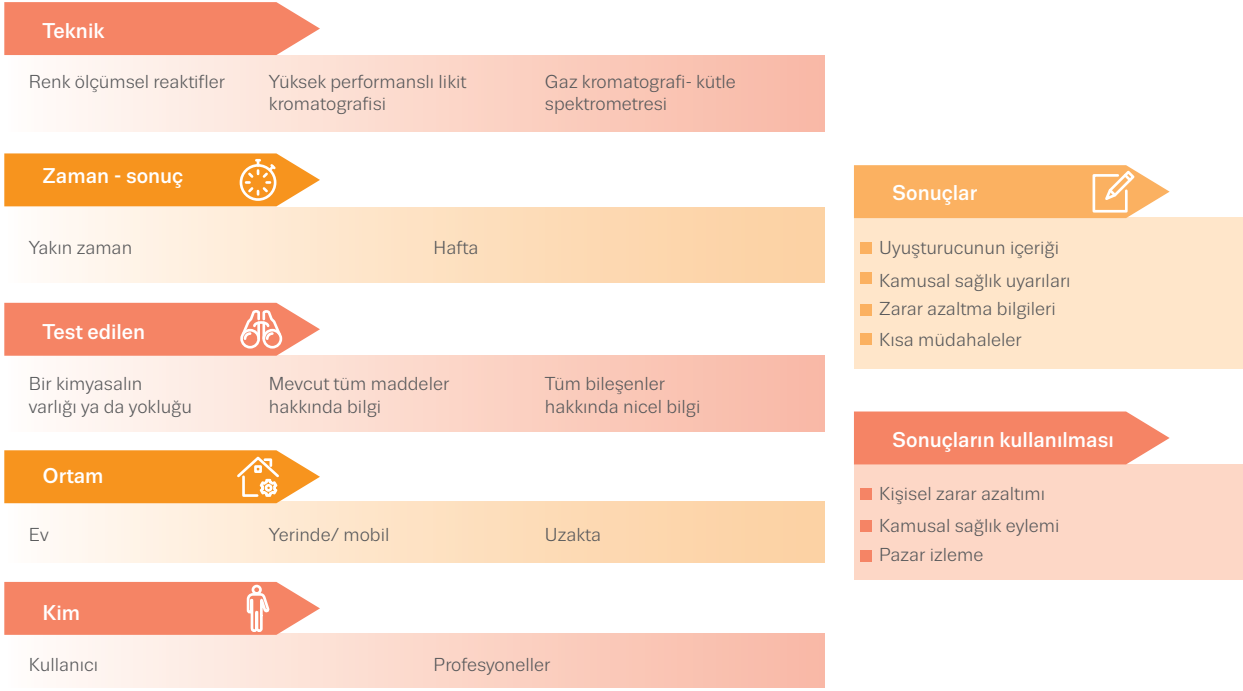 Teknik
Renk ölçümsel reaktifler
Yüksek performanslı likit
kromatografisi
Gaz kromatografi- kütle
spektrometresi
Zaman - sonuç
Yakın zaman
Hafta
Test edilen
Bir kimyasalın
varlığı ya da yokluğu
Mevcut tüm maddeler
hakkında bilgi
Tüm bileşenler
hakkında nicel bilgi
Ortam
Ev
Yerinde/ mobil
Uzakta
Kim
Kullanıcı
Profesyoneller
Sonuçlar
Uyuşturucunun içeriği
Kamusal sağlık uyarıları
Zarar azaltma bilgileri
Kısa müdahaleler
Sonuçların kullanılması
Kişisel zarar azaltımı
Kamusal sağlık eylemi
Pazar izleme